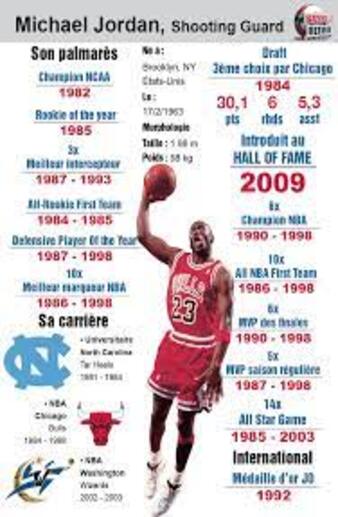 Michael Jordan, Shooting Guard
Son palmarès
Champion NCAA
1982
Rookie of the year
1985
3x
Meilleur intercepteur
1987 - 1993
All-Rookie First Team
1984 - 1985
Defensive Player Of the Year
1987 - 1998
10x
Meilleur marqueur NBA
1986 - 1998
Sa carrière
• Universitaire
North Carolina
Tar Heels
1981 - 1984
• NBA
Chicago
Bulls
1984 - 1998
• NBA
Washington
Wizards
2002 - 2003
Né à :
Brooklyn, NY
Etats-Unis
Le :
17/2/1963
Morphologie
Taille : 1.98 m
Poids : 98 kg
BULLS
23
Draft
3ème choix par Chicago
1984
30,1 6 5,3
pts rbds asst
Introduit au
HALL OF FAME
2009
6x
Champion NBA
1990 - 1998
10x
All NBA First Team
1986 - 1998
6x
MVP des finales
1990 - 1998
5x
MVP saison régulière
1987 - 1998
14x
All Star Game
1985 - 2003
International
Médaille d'or JO
1992